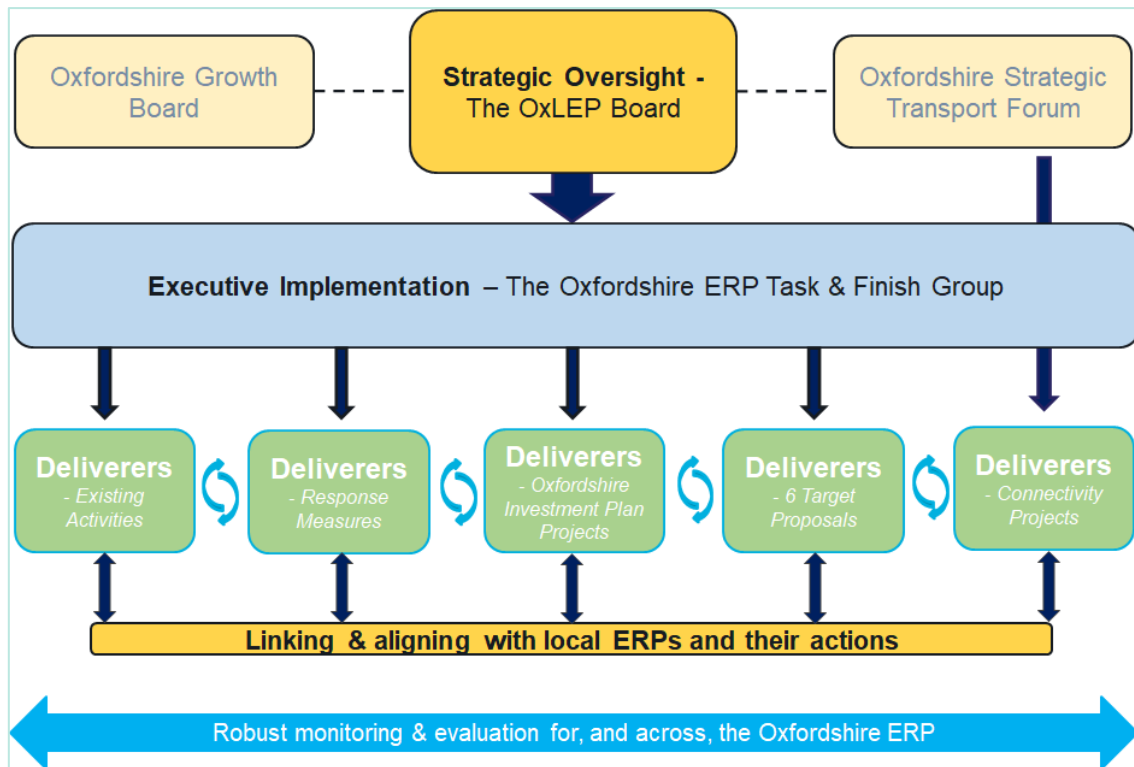 Oxfordshire Growth
Board
Strategic Oversight -
The OxLEP Board
Oxfordshire Strategic
Transport Forum
Executive Implementation – The Oxfordshire ERP Task & Finish Group
Deliverers
- Existing
Activities
Deliverers
- Response
Measures
Deliverers
- Oxfordshire
Investment Plan
Projects
Deliverers
- 6 Target
Proposals
Deliverers
- Connectivity
Projects
Linking & aligning with local ERPs and their actions
Robust monitoring & evaluation for, and across, the Oxfordshire ERP